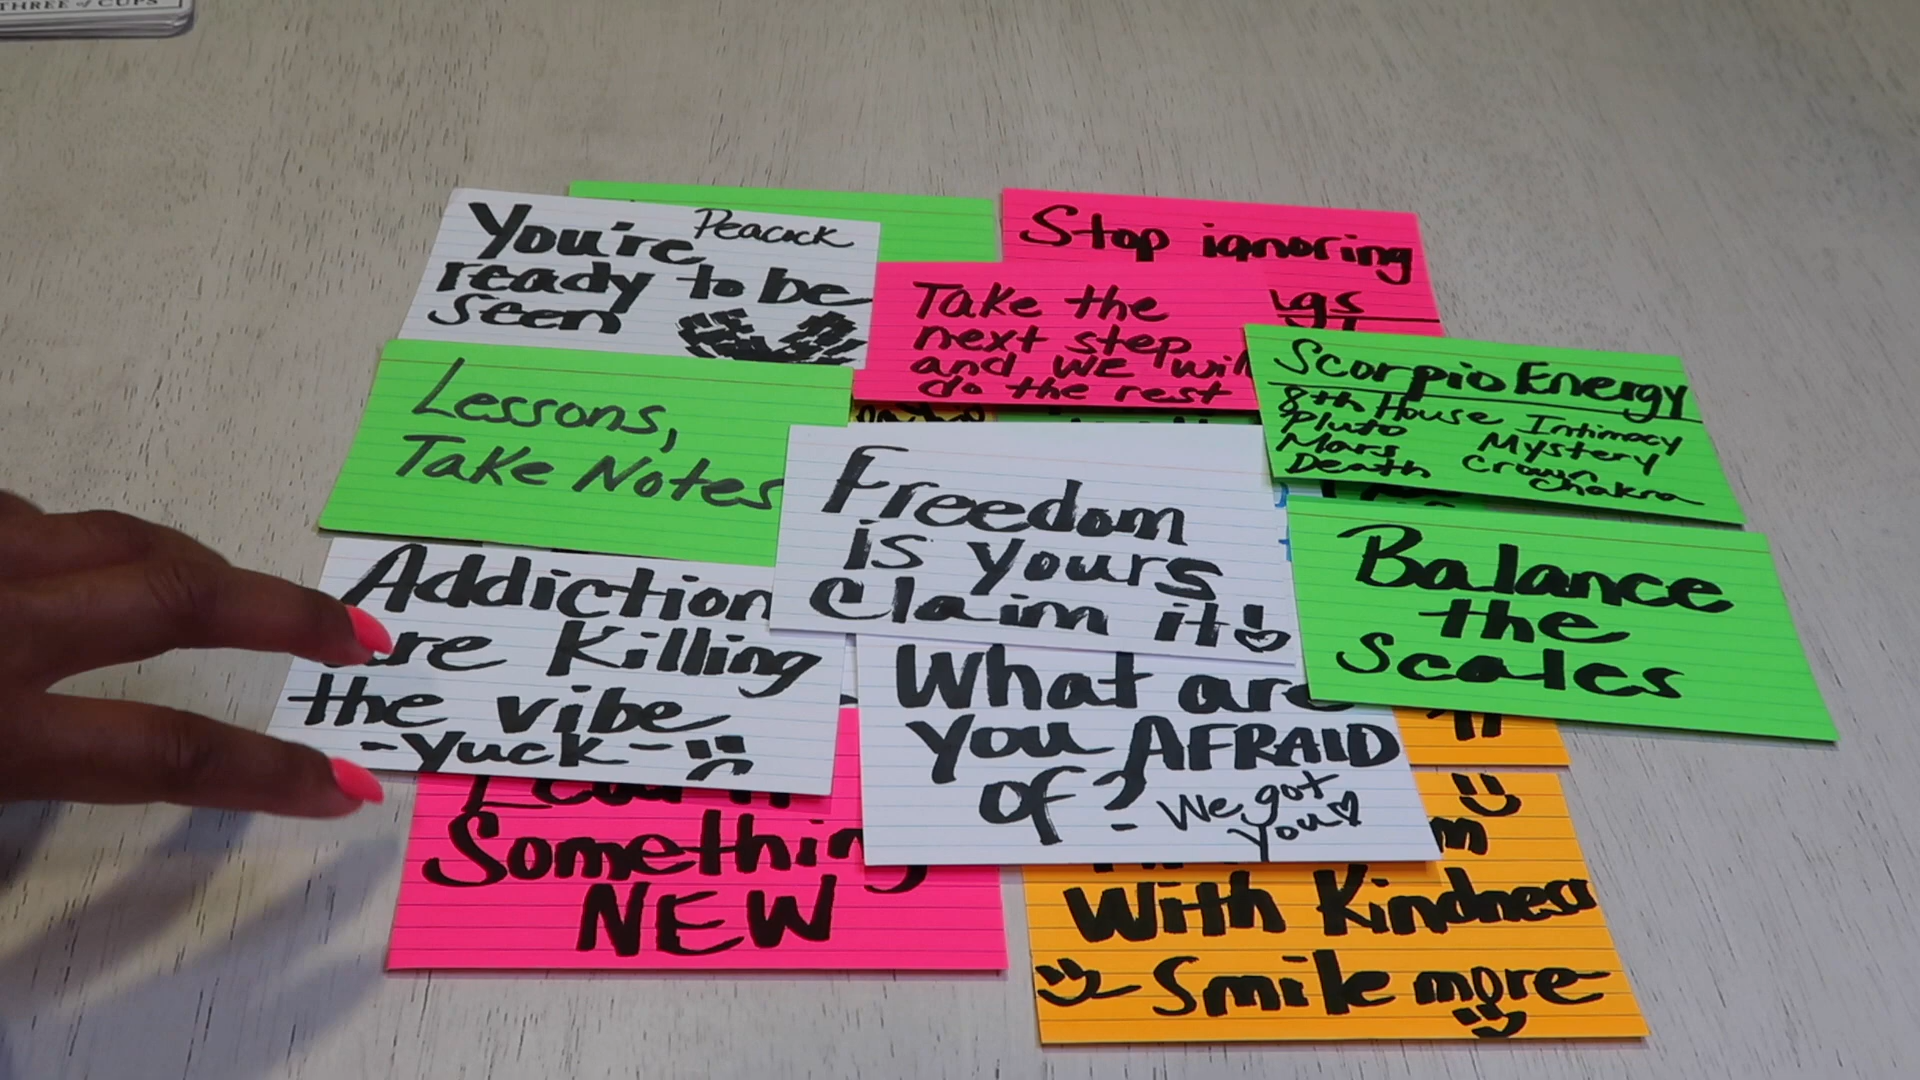 THREE of CUPS
You're
Peacock
ready to be
seen
Stop ignoring
Take the
next step
and we will
do the rest
Scorpio Energy
8th House
Pluto
Mars
Death
Intimacy
Mystery
Crown
Chakra
Lessons,
Take Notes
Freedom
is yours
Claim it!
Balance
the
Scales
Addiction
are Killing
the vibe
-Yuck-
What are
you AFRAID
of?
- We got
you
Something
NEW
With Kindness
Smile more